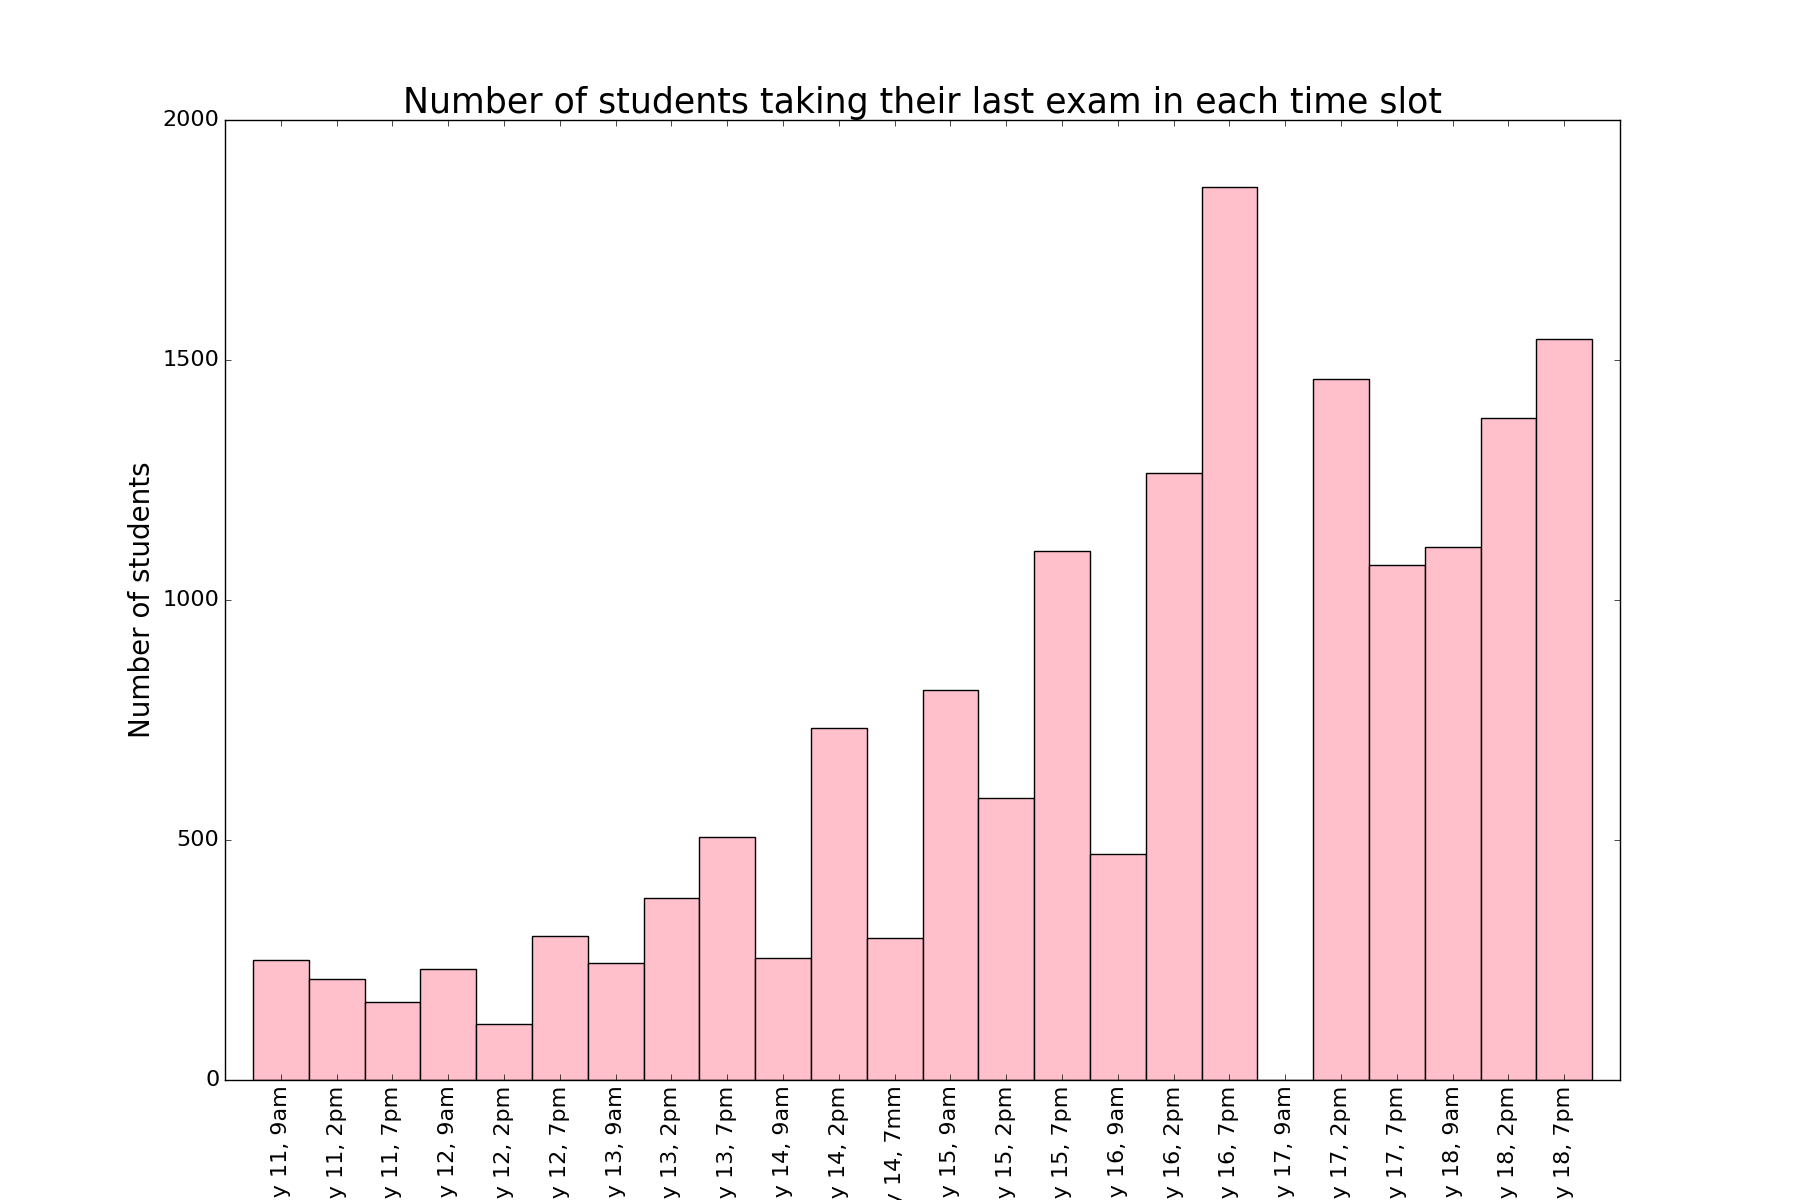 Number of students taking their last exam in each time slot
Number of students
2000
1500
1000
500
0
y 11, 9am
y 11, 2pm
y 11, 7pm
y 12, 9am
y 12, 2pm
y 12, 7pm
y 13, 9am
y 13, 2pm
y 13, 7pm
y 14, 9am
y 14, 2pm
y 14, 7mm
y 15, 9am
y 15, 2pm
y 15, 7pm
y 16, 9am
y 16, 2pm
y 16, 7pm
y 17, 9am
y 17, 2pm
y 17, 7pm
y 18, 9am
y 18, 2pm
y 18, 7pm